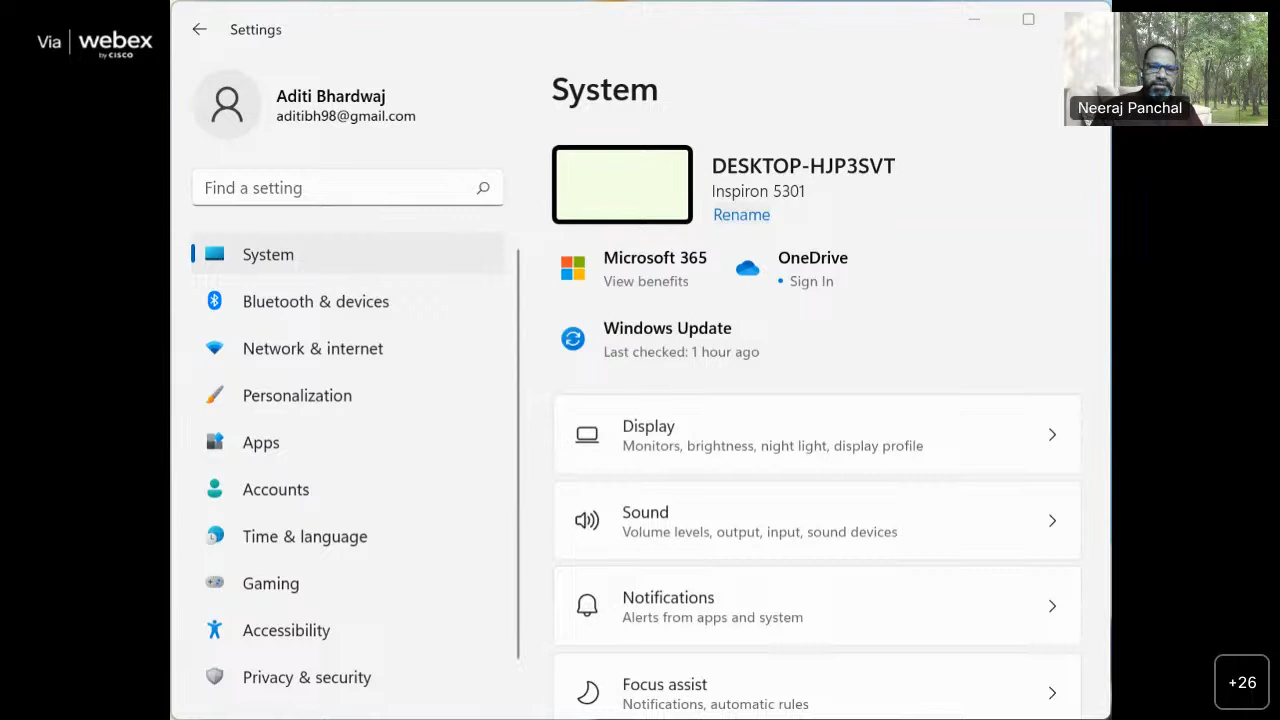 Via | webex
by CISCO
Settings
Aditi Bhardwaj
aditibh98@gmail.com
Find a setting
System
Bluetooth & devices
Network & internet
Personalization
Apps
Accounts
Time & language
Gaming
Accessibility
Privacy & security
System
DESKTOP-HJP3SVT
Inspiron 5301
Rename
Microsoft 365
View benefits
OneDrive
• Sign In
Windows Update
Last checked: 1 hour ago
Display
Monitors, brightness, night light, display profile
Sound
Volume levels, output, input, sound devices
Notifications
Alerts from apps and system
Focus assist
Notifications, automatic rules
Neeraj Panchal
+26